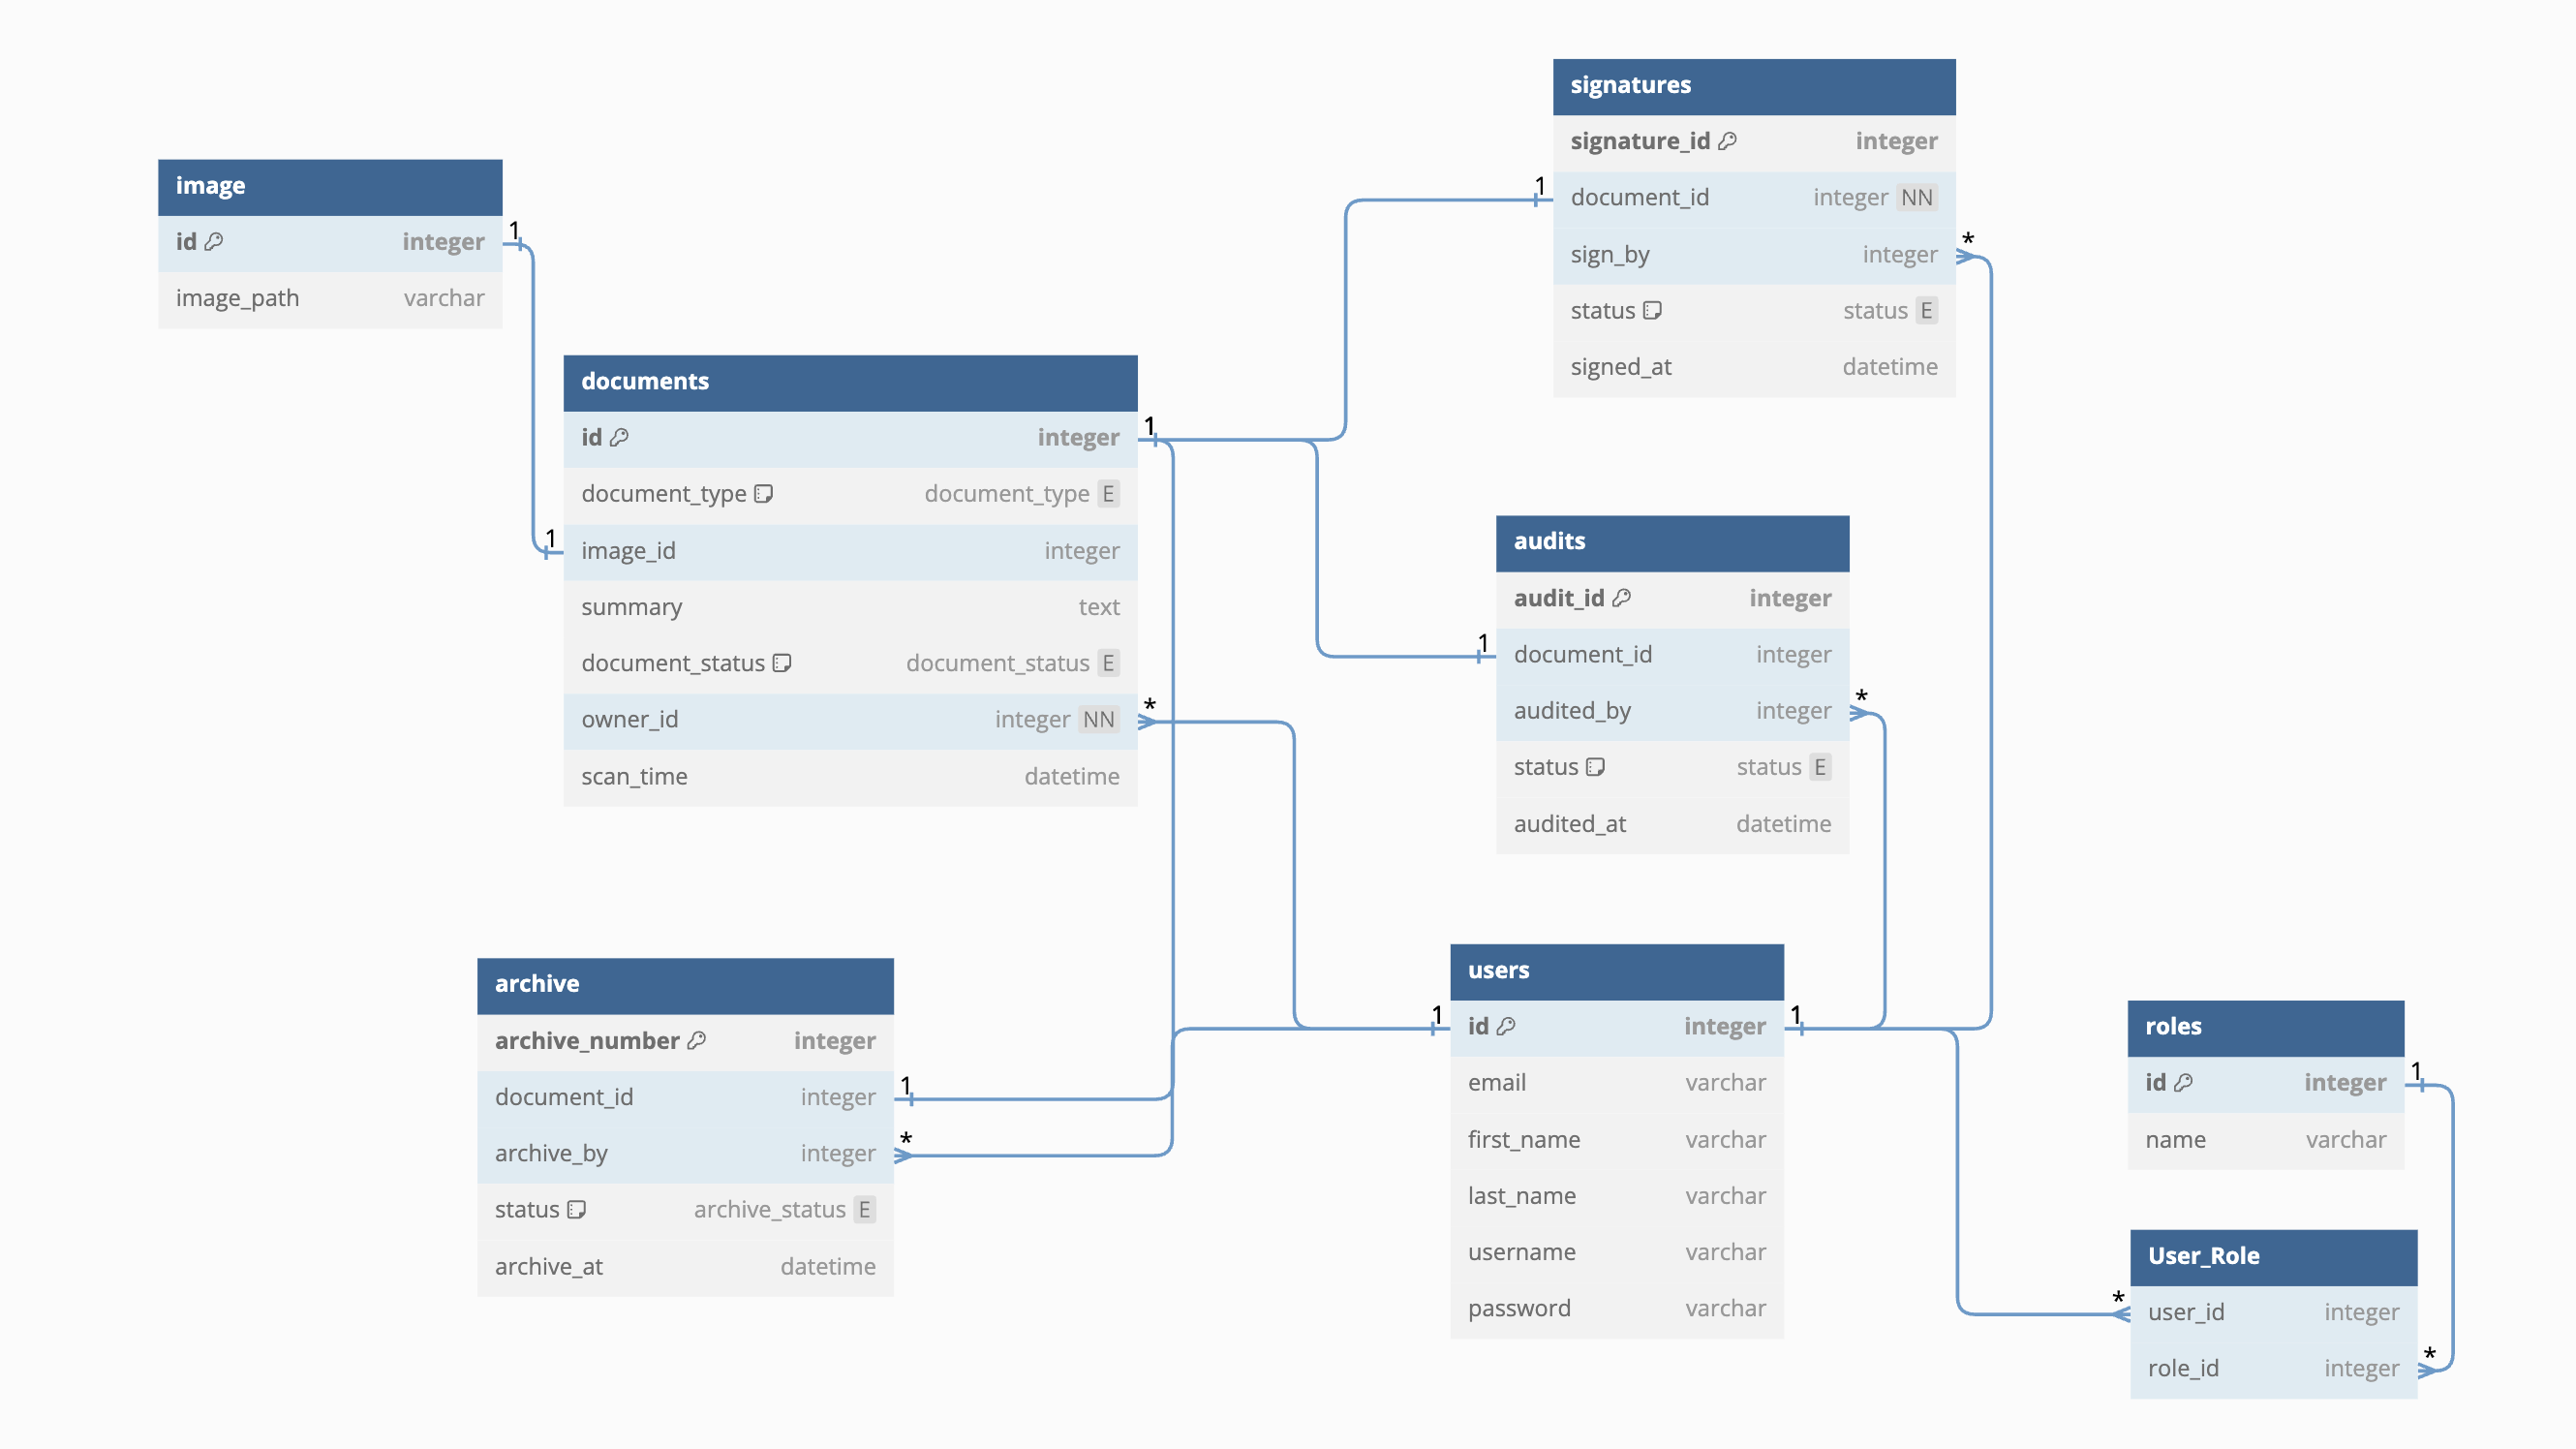 image
id integer
image_path varchar
1
1
documents
id integer
document_type document_type E
image_id integer
summary text
document_status document_status E
owner_id integer NN
scan_time datetime
1
*
signatures
signature_id integer
document_id integer NN
sign_by integer
status status E
signed_at datetime
1
*
audits
audit_id integer
document_id integer
audited_by integer
status status E
audited_at datetime
1
*
archive
archive_number integer
document_id integer
archive_by integer
status archive_status E
archive_at datetime
1
*
users
id integer
email varchar
first_name varchar
last_name varchar
username varchar
password varchar
1
1
roles
id integer
name varchar
1
User_Role
user_id integer
role_id integer
*
*